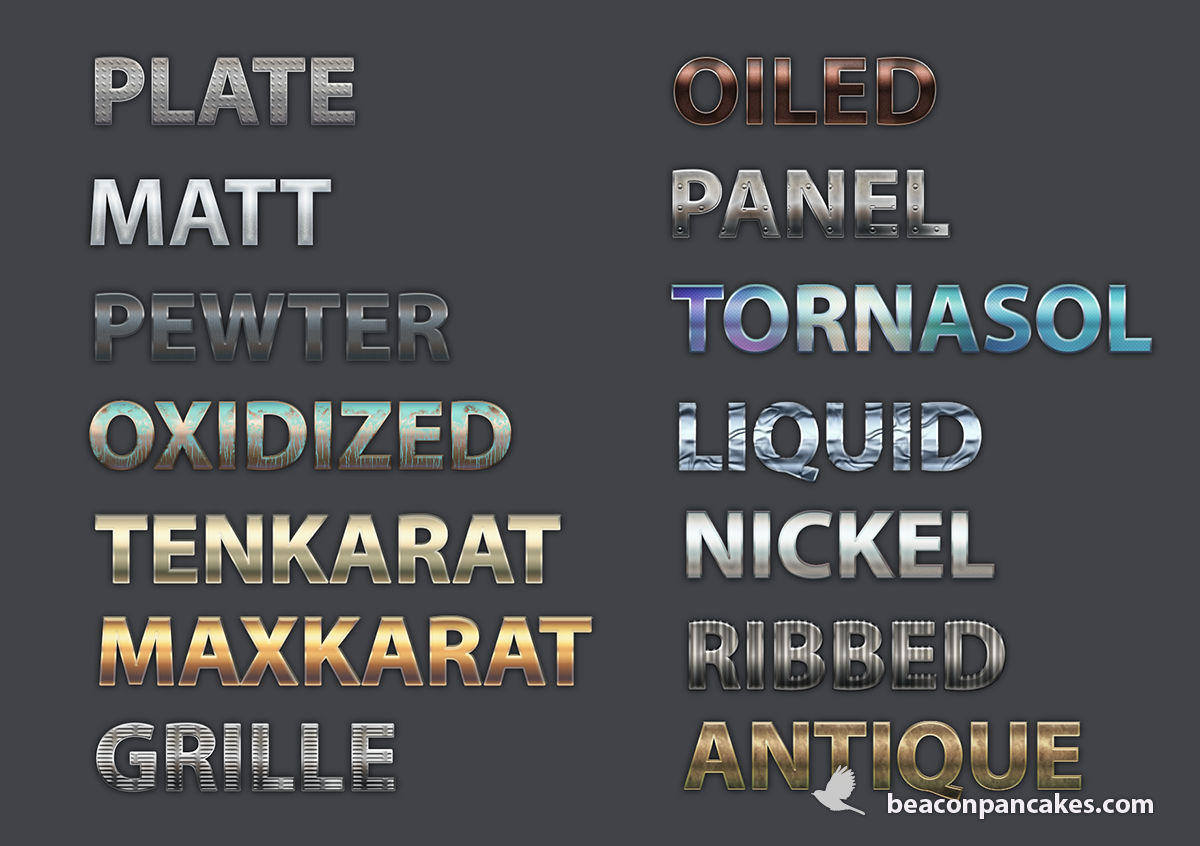 PLATE
MATT
PEWTER
OXIDIZED
TENKARAT
MAXKARAT
GRILLE
OILED
PANEL
TORNASOL
LIQUID
NICKEL
RIBBED
ANTIQUE
beaconpancakes.com